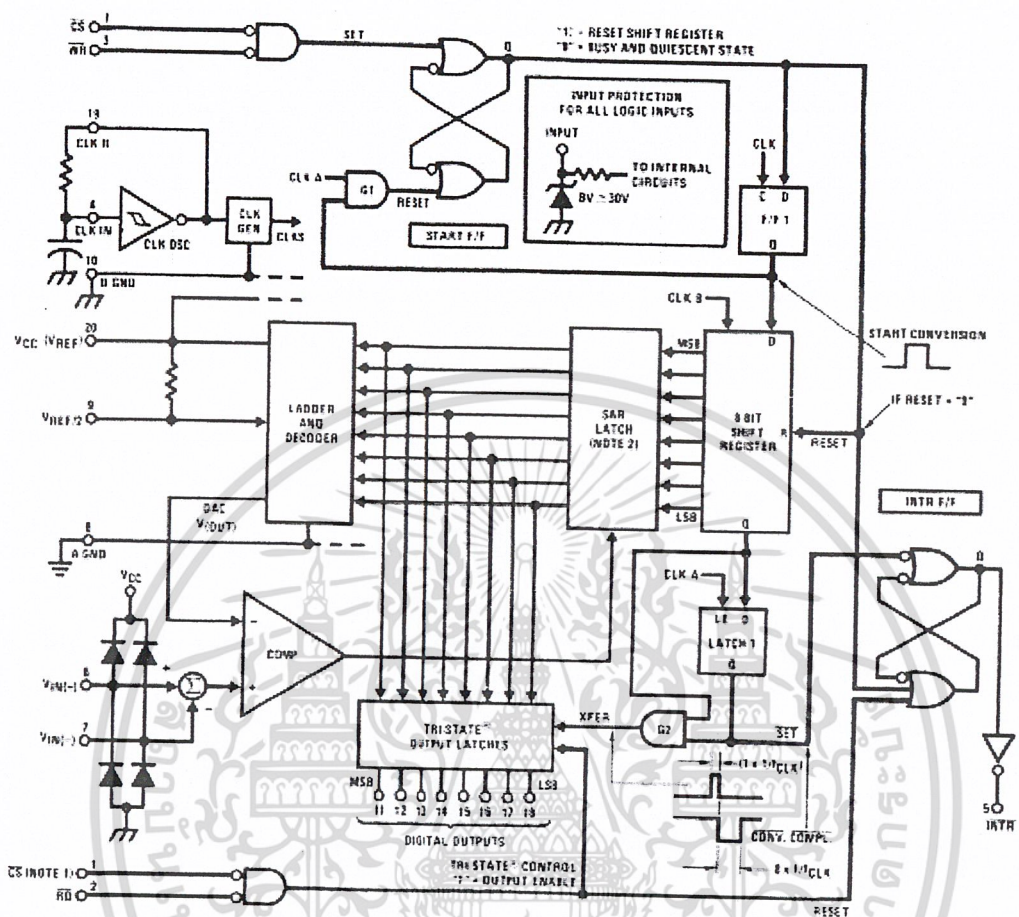 CS 1
WR 3
SET
Q
"1" = RESET SHIFT REGISTER
"0" = BUSY AND QUIESCENT STATE
INPUT PROTECTION
FOR ALL LOGIC INPUTS
INPUT
TO INTERNAL
CIRCUITS
BV = 30V
19
CLK R
4
CLK IN
CLK OSC
CLK
GEN
CLKS
10
D GND
CLK A
G1
RESET
START F/F
CLK
C D
F/F 1
Q
CLK B
D
START CONVERSION
IF RESET = "0"
VCC (VREF) 20
9
VREF/2
LADDER
AND
DECODER
SAR
LATCH
(NOTE 2)
MSB
LSB
8 BIT
SHIFT
REGISTER
R
RESET
Q
INTR F/F
Q
DAC
V(OUT)
8
A GND
VCC
COMP
Σ
+
-
6
VIN(+)
7
VIN(-)
CLK A
LE D
LATCH 1
Q
XFER
G2
SET
TRI-STATE®
OUTPUT LATCHES
MSB
LSB
11 12 13 14 15 16 17 18
DIGITAL OUTPUTS
CONV. COMPL.
8 x 1/fCLK
5
INTR
CS (NOTE 1) 1
RD 2
TRI-STATE® CONTROL
"1" = OUTPUT ENABLE
RESET